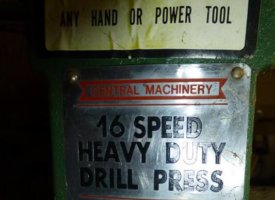 ANY HAND OR POWER TOOL
CENTRAL MACHINERY
16 SPEED
HEAVY DUTY
DRILL PRESS